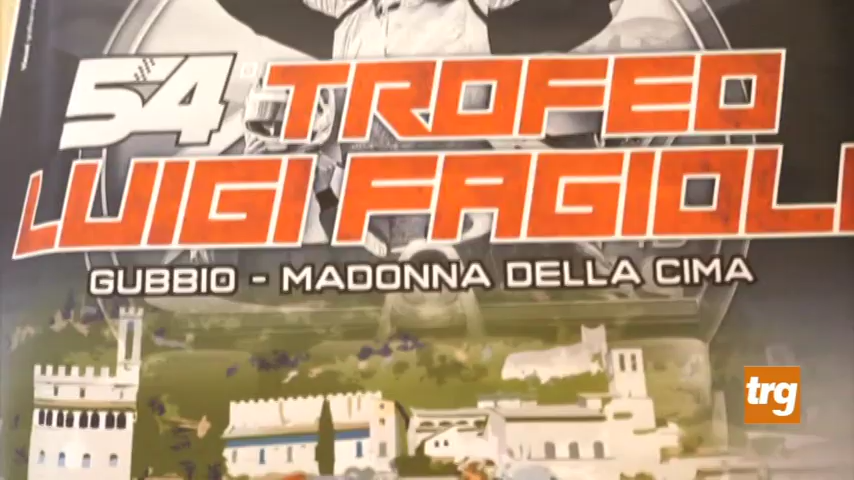 54° TROFEO
LUIGI FAGIOLI
GUBBIO - MADONNA DELLA CIMA
trg